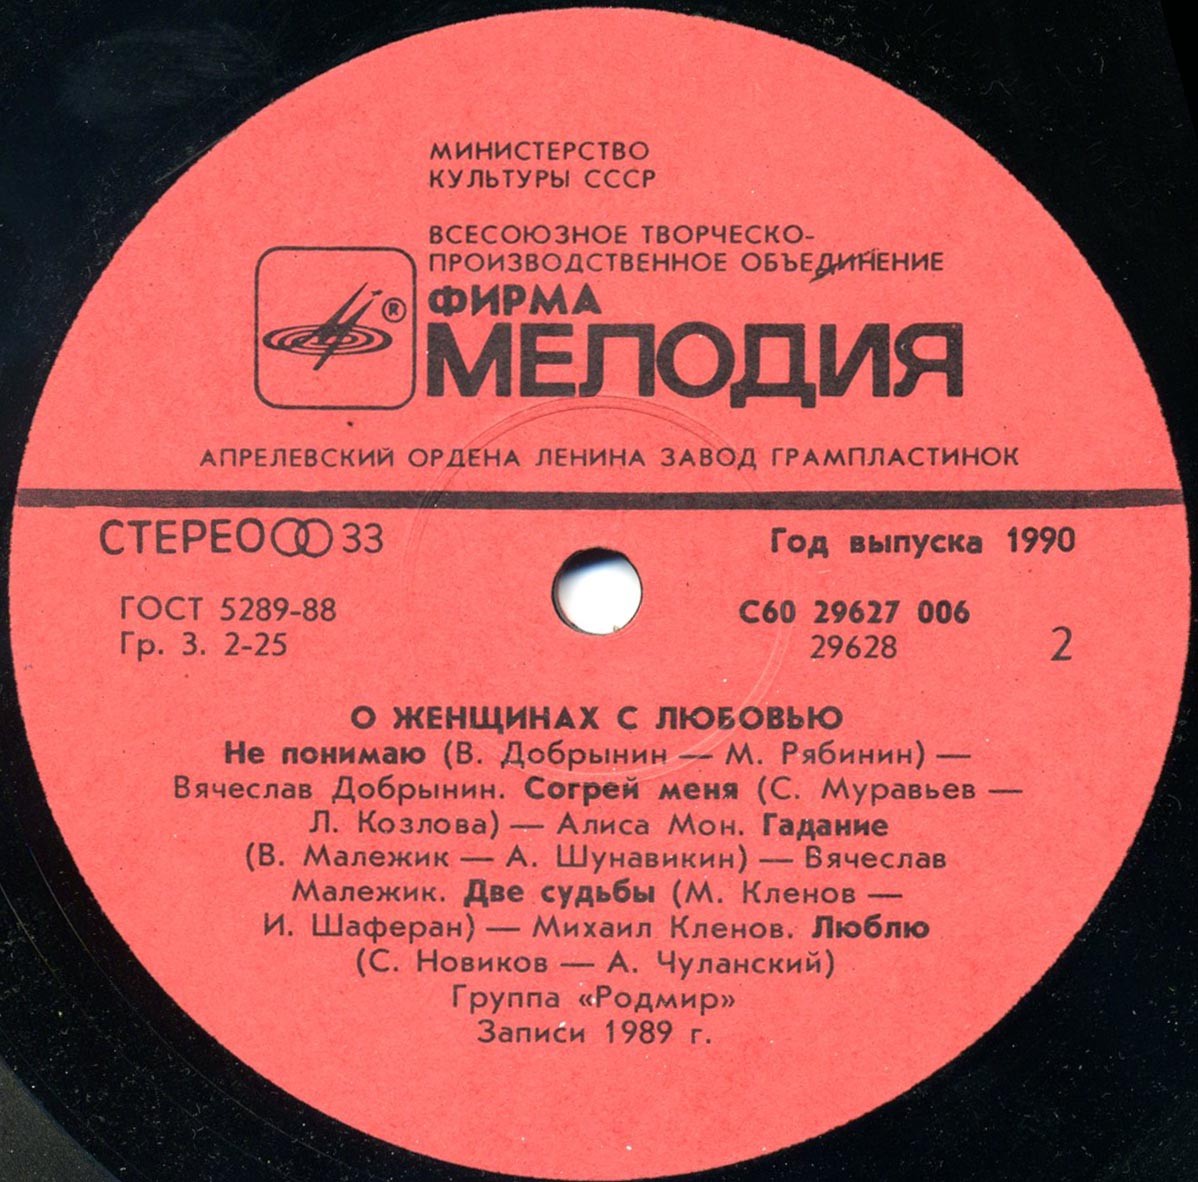 МИНИСТЕРСТВО
КУЛЬТУРЫ СССР
ВСЕСОЮЗНОЕ ТВОРЧЕСКО-
ПРОИЗВОДСТВЕННОЕ ОБЪЕДИНЕНИЕ
ФИРМА
®
МЕЛОДИЯ
АПРЕЛЕВСКИЙ ОРДЕНА ЛЕНИНА ЗАВОД ГРАМПЛАСТИНОК
СТЕРЕО 33
Год выпуска 1990
ГОСТ 5289-88
Гр. 3. 2-25
С60 29627 006
29628
2
О ЖЕНЩИНАХ С ЛЮБОВЬЮ
Не понимаю (В. Добрынин — М. Рябинин) —
Вячеслав Добрынин. Согрей меня (С. Муравьев —
Л. Козлова) — Алиса Мон. Гадание
(В. Малежик — А. Шунавикин) — Вячеслав
Малежик. Две судьбы (М. Кленов —
И. Шаферан) — Михаил Кленов. Люблю
(С. Новиков — А. Чуланский)
Группа «Родмир»
Записи 1989 г.